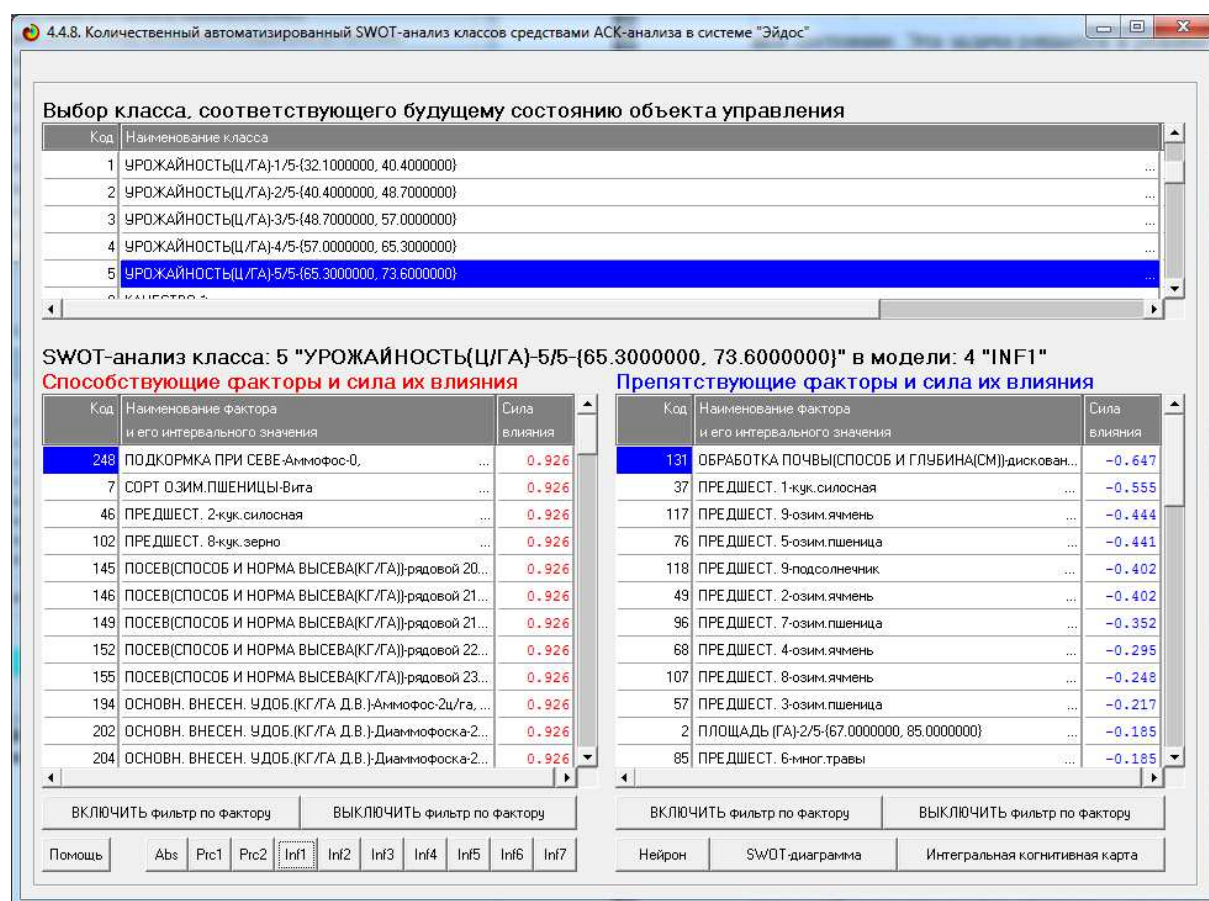 4.4.8. Количественный автоматизированный SWOT-анализ классов средствами АСК-анализа в системе "Эйдос"
Выбор класса, соответствующего будущему состоянию объекта управления
Код Наименование класса
1 УРОЖАЙНОСТЬ(Ц/ГА)-1/5-{32.1000000, 40.4000000} ...
2 УРОЖАЙНОСТЬ(Ц/ГА)-2/5-{40.4000000, 48.7000000} ...
3 УРОЖАЙНОСТЬ(Ц/ГА)-3/5-{48.7000000, 57.0000000} ...
4 УРОЖАЙНОСТЬ(Ц/ГА)-4/5-{57.0000000, 65.3000000} ...
5 УРОЖАЙНОСТЬ(Ц/ГА)-5/5-{65.3000000, 73.6000000} ...
SWOT-анализ класса: 5 "УРОЖАЙНОСТЬ(Ц/ГА)-5/5-{65.3000000, 73.6000000}" в модели: 4 "INF1"
Способствующие факторы и сила их влияния
Код Наименование фактора Сила
и его интервального значения влияния
248 ПОДКОРМКА ПРИ СЕВЕ-Аммофос-0, ... 0.926
7 СОРТ ОЗИМ.ПШЕНИЦЫ-Вита ... 0.926
46 ПРЕДШЕСТ. 2-кук.силосная ... 0.926
102 ПРЕДШЕСТ. 8-кук.зерно ... 0.926
145 ПОСЕВ(СПОСОБ И НОРМА ВЫСЕВА(КГ/ГА))-рядовой 20... 0.926
146 ПОСЕВ(СПОСОБ И НОРМА ВЫСЕВА(КГ/ГА))-рядовой 21... 0.926
149 ПОСЕВ(СПОСОБ И НОРМА ВЫСЕВА(КГ/ГА))-рядовой 21... 0.926
152 ПОСЕВ(СПОСОБ И НОРМА ВЫСЕВА(КГ/ГА))-рядовой 22... 0.926
155 ПОСЕВ(СПОСОБ И НОРМА ВЫСЕВА(КГ/ГА))-рядовой 23... 0.926
194 ОСНОВН. ВНЕСЕН. УДОБ.(КГ/ГА Д.В.)-Аммофос-2ц/га, ... 0.926
202 ОСНОВН. ВНЕСЕН. УДОБ.(КГ/ГА Д.В.)-Диаммофоска-2... 0.926
204 ОСНОВН. ВНЕСЕН. УДОБ.(КГ/ГА Д.В.)-Диаммофоска-2... 0.926
ВКЛЮЧИТЬ фильтр по фактору ВЫКЛЮЧИТЬ фильтр по фактору
Помощь Abs Prc1 Prc2 Inf1 Inf2 Inf3 Inf4 Inf5 Inf6 Inf7
Препятствующие факторы и сила их влияния
Код Наименование фактора Сила
и его интервального значения влияния
131 ОБРАБОТКА ПОЧВЫ(СПОСОБ И ГЛУБИНА(СМ))-дискован... -0.647
37 ПРЕДШЕСТ. 1-кук.силосная ... -0.555
117 ПРЕДШЕСТ. 9-озим.ячмень ... -0.444
76 ПРЕДШЕСТ. 5-озим.пшеница ... -0.441
118 ПРЕДШЕСТ. 9-подсолнечник ... -0.402
49 ПРЕДШЕСТ. 2-озим.ячмень ... -0.402
96 ПРЕДШЕСТ. 7-озим.пшеница ... -0.352
68 ПРЕДШЕСТ. 4-озим.ячмень ... -0.295
107 ПРЕДШЕСТ. 8-озим.ячмень ... -0.248
57 ПРЕДШЕСТ. 3-озим.пшеница ... -0.217
2 ПЛОЩАДЬ (ГА)-2/5-{67.0000000, 85.0000000} ... -0.185
85 ПРЕДШЕСТ. 6-мног.травы ... -0.185
ВКЛЮЧИТЬ фильтр по фактору ВЫКЛЮЧИТЬ фильтр по фактору
Нейрон SWOT-диаграмма Интегральная когнитивная карта